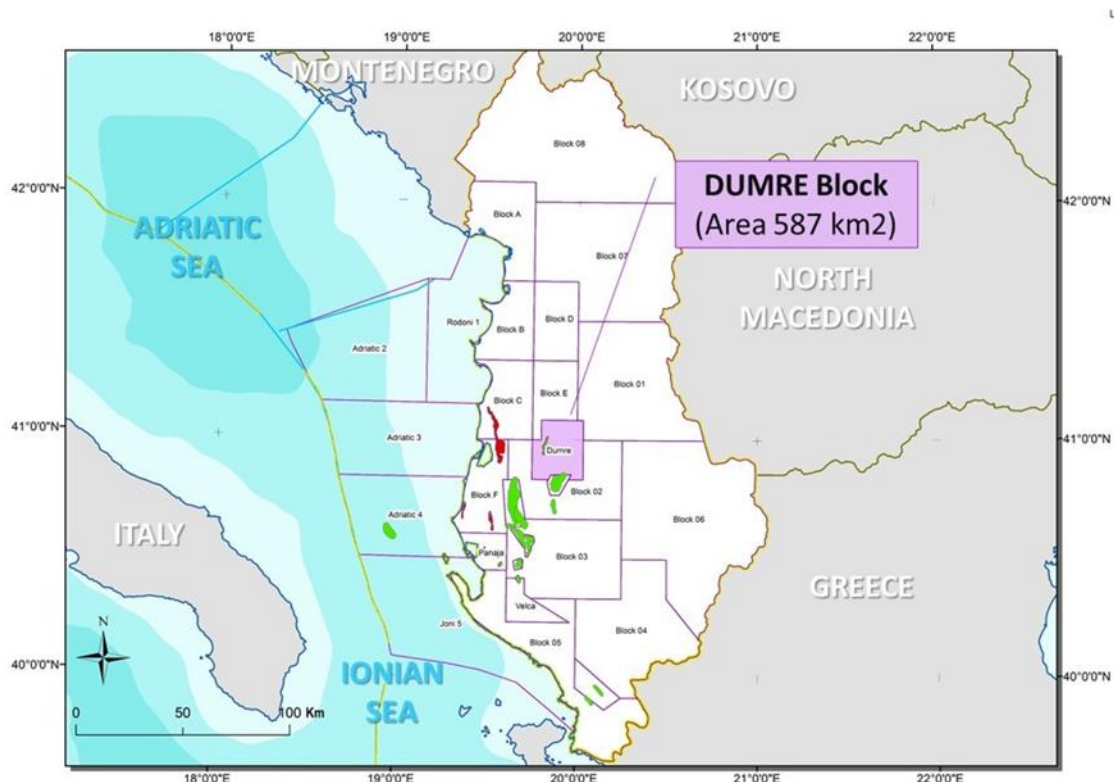 18°0'0"E 19°0'0"E 20°0'0"E 21°0'0"E 22°0'0"E
MONTENEGRO
KOSOVO
Block 08
42°0'0"N
42°0'0"N
DUMRE Block
(Area 587 km2)
Block A
ADRIATIC
SEA
Block 07
NORTH
MACEDONIA
Rodoni 1
Block B
Block D
Adriatic 2
Block E
Block 01
Block C
41°0'0"N
41°0'0"N
Adriatic 3
Dumre
Block F
Block 02
Adriatic 4
Block 06
ITALY
Panaja
Block 03
GREECE
Velca
N
Joni 5
Block 04
Block 05
40°0'0"N
40°0'0"N
IONIAN
SEA
0 50 100 Km
18°0'0"E 19°0'0"E 20°0'0"E 21°0'0"E 22°0'0"E